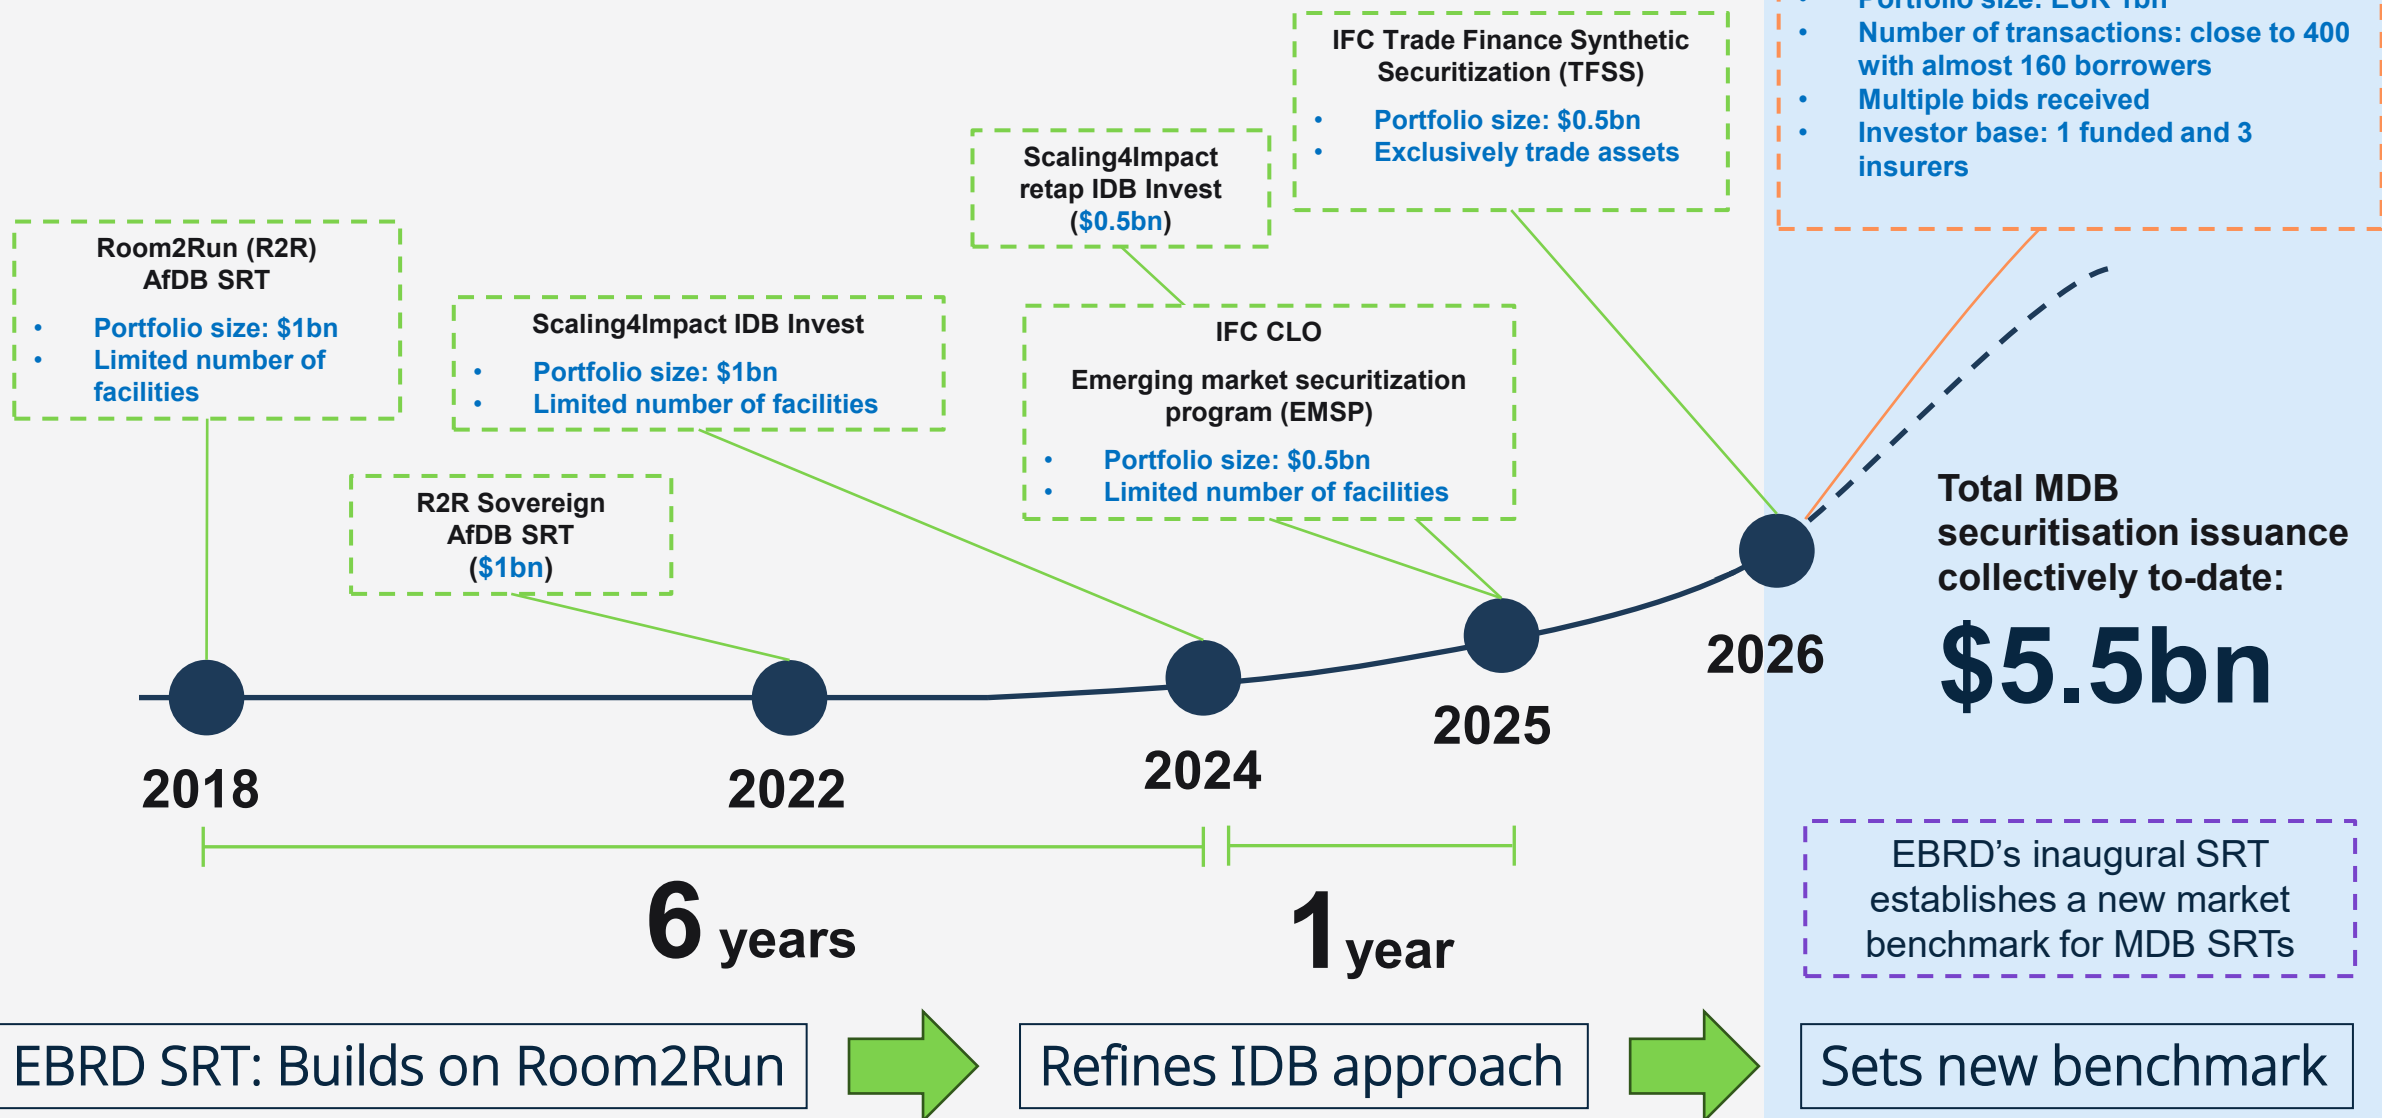 Portfolio size: EUR 1bn
• Number of transactions: close to 400
with almost 160 borrowers
• Multiple bids received
• Investor base: 1 funded and 3
insurers
IFC Trade Finance Synthetic
Securitization (TFSS)
• Portfolio size: $0.5bn
• Exclusively trade assets
Scaling4Impact
retap IDB Invest
($0.5bn)
Room2Run (R2R)
AfDB SRT
• Portfolio size: $1bn
• Limited number of
facilities
Scaling4Impact IDB Invest
• Portfolio size: $1bn
• Limited number of facilities
IFC CLO
Emerging market securitization
program (EMSP)
• Portfolio size: $0.5bn
• Limited number of facilities
R2R Sovereign
AfDB SRT
($1bn)
Total MDB
securitisation issuance
collectively to-date:
$5.5bn
2018
2022
2024
2025
2026
6 years
1 year
EBRD’s inaugural SRT
establishes a new market
benchmark for MDB SRTs
EBRD SRT: Builds on Room2Run
Refines IDB approach
Sets new benchmark